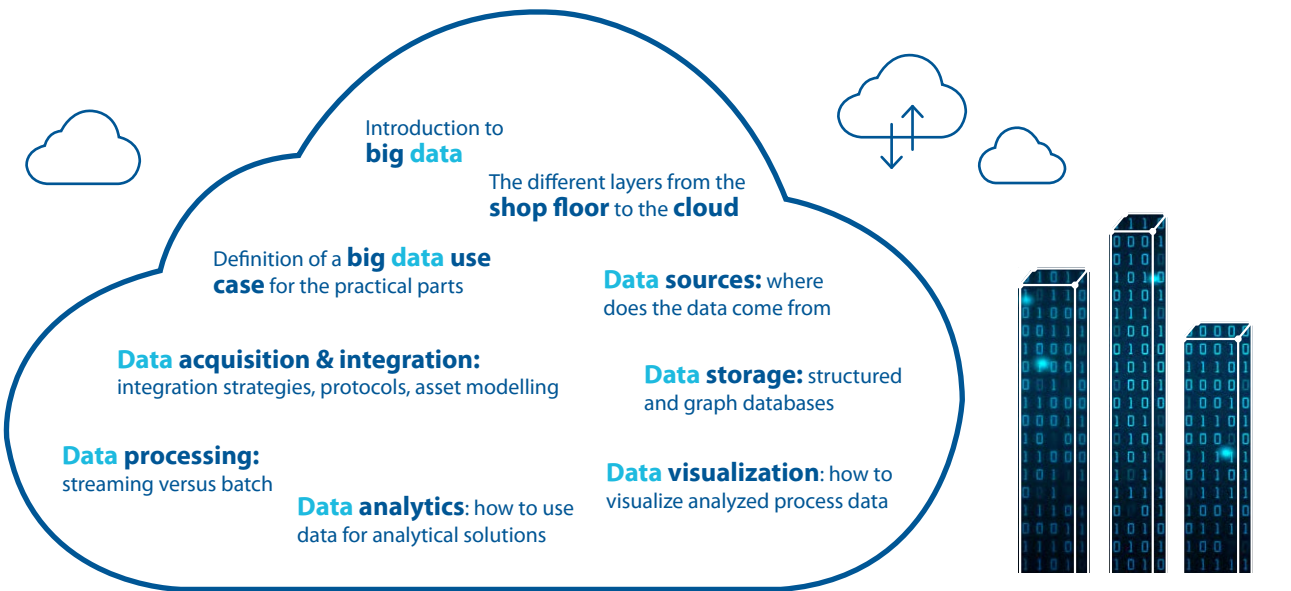 Introduction to
big data
The different layers from the
shop floor to the cloud
Definition of a big data use
case for the practical parts
Data sources: where
does the data come from
Data acquisition & integration:
integration strategies, protocols, asset modelling
Data storage: structured
and graph databases
Data processing:
streaming versus batch
Data analytics: how to use
data for analytical solutions
Data visualization: how to
visualize analyzed process data